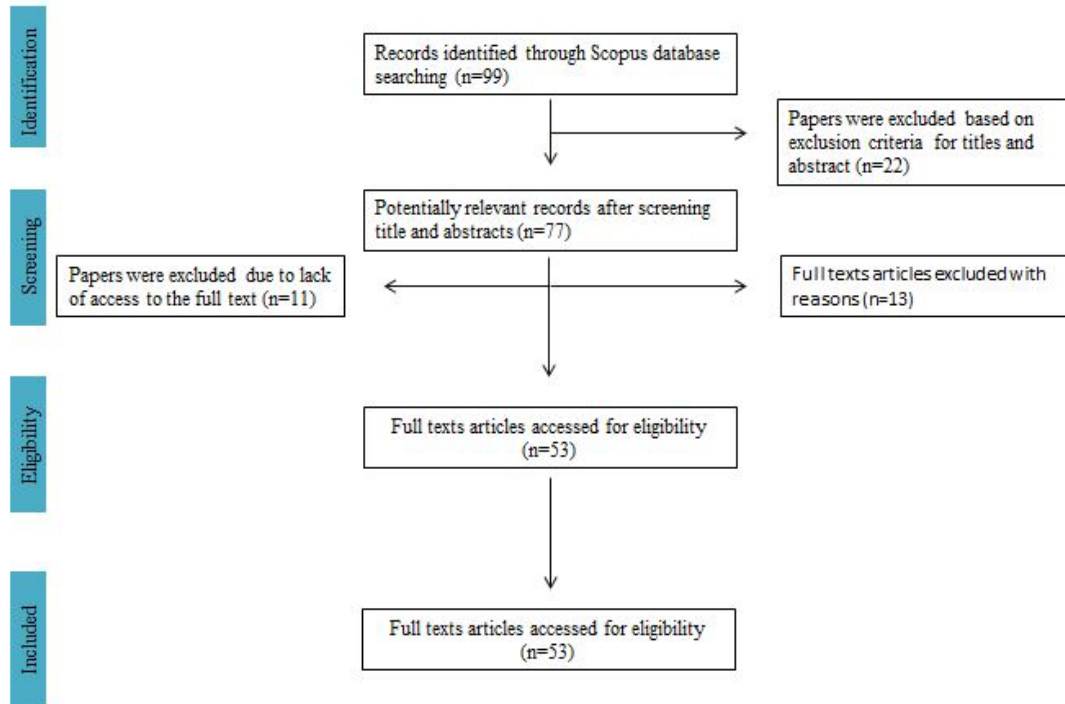 Identification
Records identified through Scopus database
searching (n=99)
Papers were excluded based on
exclusion criteria for titles and
abstract (n=22)
Screening
Potentially relevant records after screening
title and abstracts (n=77)
Papers were excluded due to lack
of access to the full text (n=11)
Full texts articles excluded with
reasons (n=13)
Eligibility
Full texts articles accessed for eligibility
(n=53)
Included
Full texts articles accessed for eligibility
(n=53)